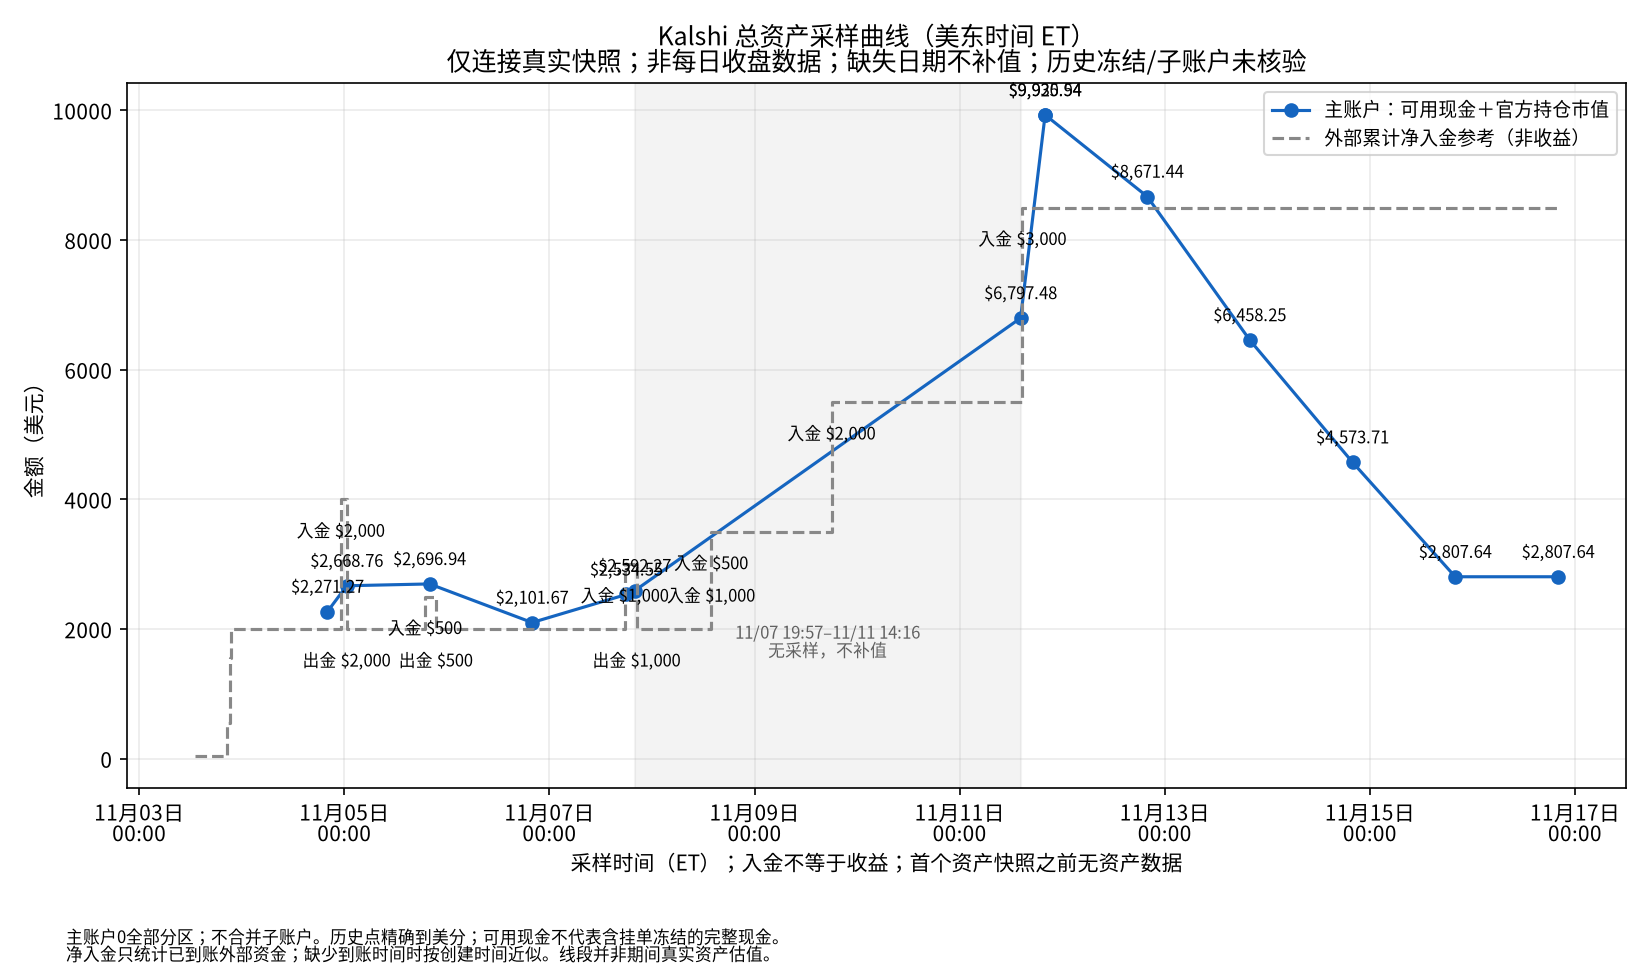 Kalshi 总资产采样曲线（美东时间 ET）
仅连接真实快照；非每日收盘数据；缺失日期不补值；历史冻结/子账户未核验
主账户：可用现金＋官方持仓市值
外部累计净入金参考（非收益）
金额（美元）
10000
8000
6000
4000
2000
0
$8,671.44
入金 $3,000
$6,797.48
$6,458.25
入金 $2,000
$4,573.71
入金 $2,000
$2,668.76
$2,696.94
$2,271.27
$2,101.67
$2,592.27
入金 $500
入金 $1,000
入金 $1,000
$2,807.64
$2,807.64
入金 $500
出金 $2,000
出金 $500
出金 $1,000
11/07 19:57–11/11 14:16
无采样，不补值
11月03日
00:00
11月05日
00:00
11月07日
00:00
11月09日
00:00
11月11日
00:00
11月13日
00:00
11月15日
00:00
11月17日
00:00
采样时间（ET）；入金不等于收益；首个资产快照之前无资产数据
主账户0全部分区；不合并子账户。历史点精确到美分；可用现金不代表含挂单冻结的完整现金。
净入金只统计已到账外部资金；缺少到账时间时按创建时间近似。线段并非期间真实资产估值。